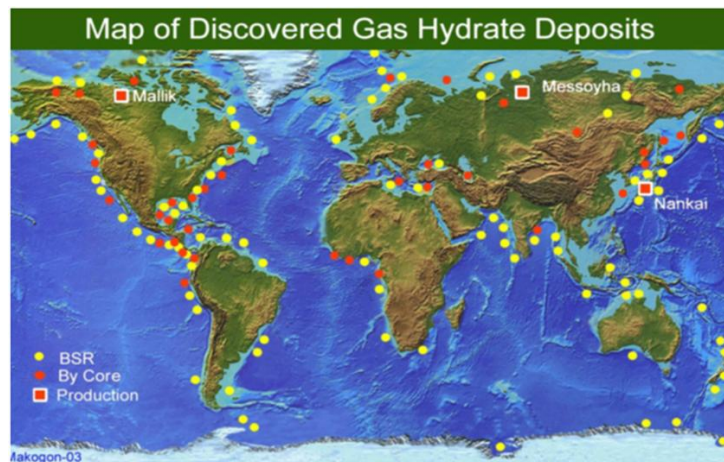 Map of Discovered Gas Hydrate Deposits
Mallik
Messoyha
Nankai
BSR
By Core
Production
Makogon-03